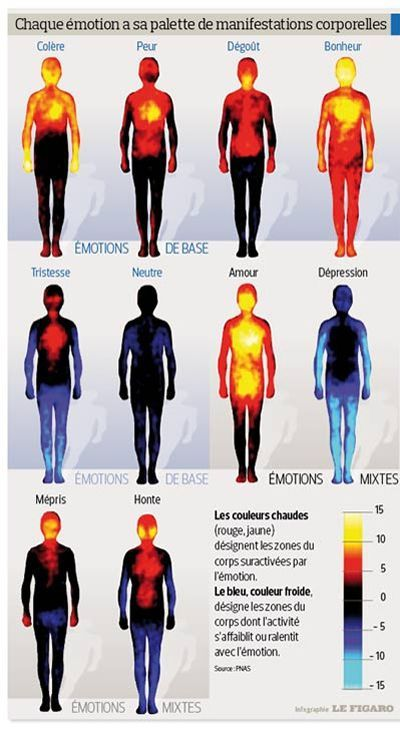 Chaque émotion a sa palette de manifestations corporelles
Colère Peur Dégoût Bonheur
ÉMOTIONS DE BASE
Tristesse Neutre Amour Dépression
ÉMOTIONS DE BASE ÉMOTIONS MIXTES
Mépris Honte
Les couleurs chaudes
(rouge, jaune)
désignent les zones du
corps suractivées par
l'émotion.
Le bleu, couleur froide,
désigne les zones du
corps dont l'activité
s'affaiblit ou ralentit
avec l'émotion.
Source : PNAS
15
10
5
0
- 5
- 10
- 15
ÉMOTIONS MIXTES
Infographie LE FIGARO